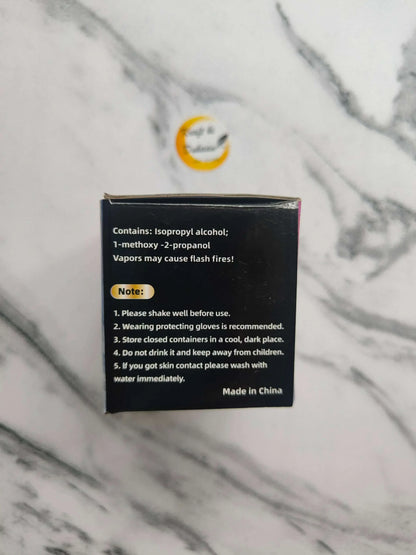 Contains: Isopropyl alcohol;
1-methoxy -2-propanol
Vapors may cause flash fires!
Note:
1. Please shake well before use.
2. Wearing protecting gloves is recommended.
3. Store closed containers in a cool, dark place.
4. Do not drink it and keep away from children.
5. If you got skin contact please wash with
water immediately.
Made in China